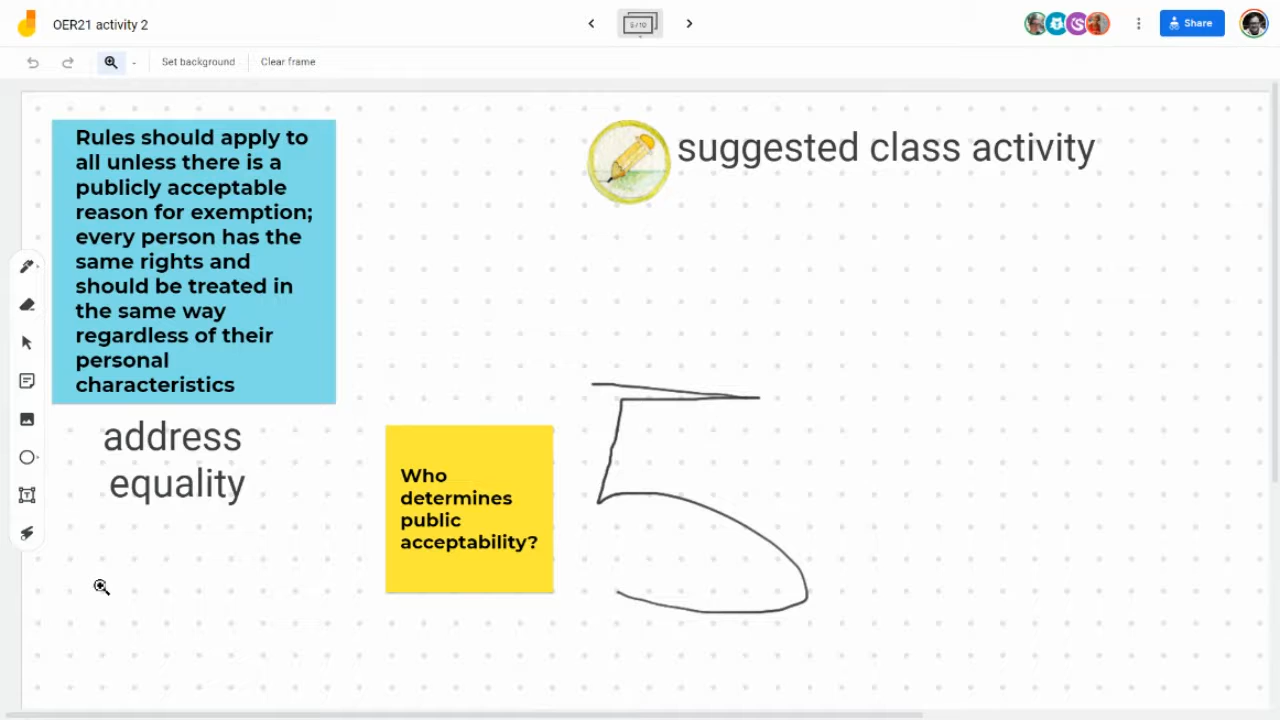 OER21 activity 2
5 / 10
Share
Set background
Clear frame
Rules should apply to
all unless there is a
publicly acceptable
reason for exemption;
every person has the
same rights and
should be treated in
the same way
regardless of their
personal
characteristics
suggested class activity
address
equality
Who
determines
public
acceptability?
5